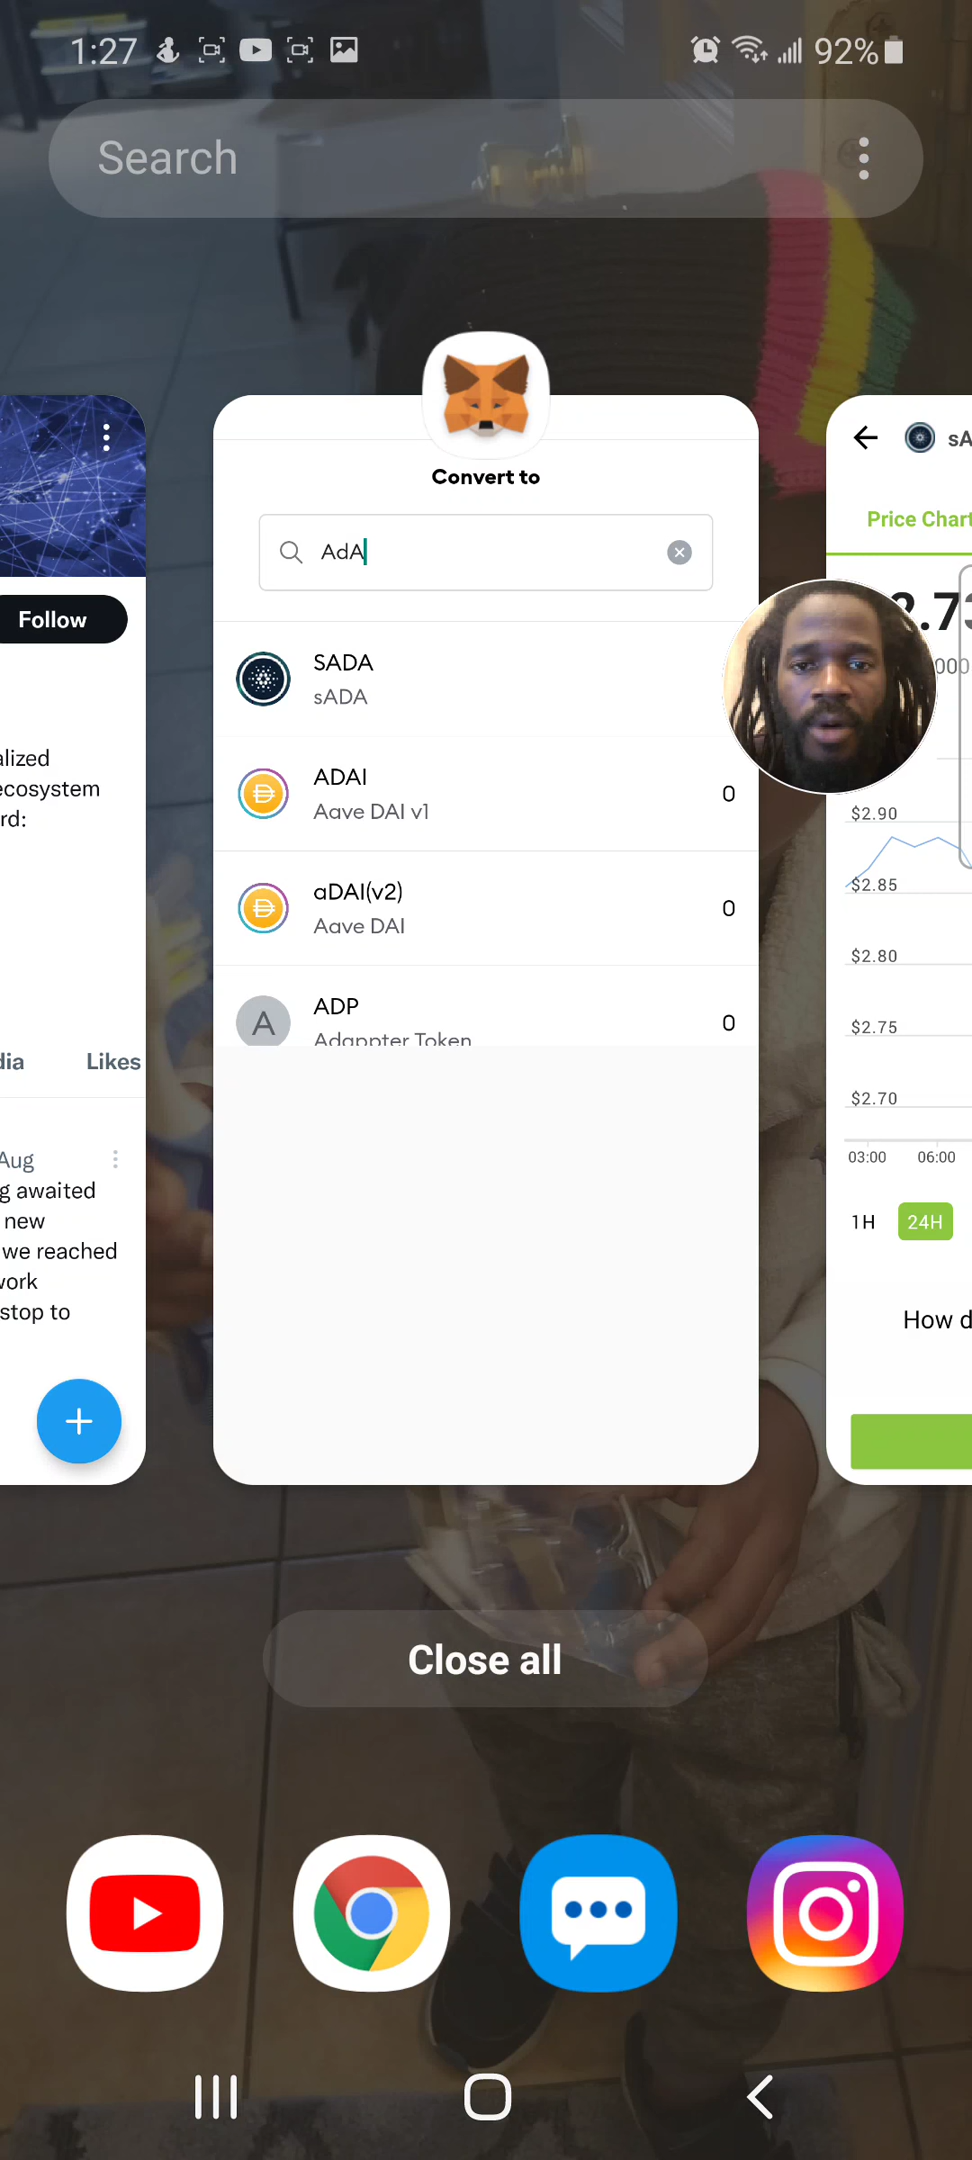 1:27
92%
Search
Follow
alized
ecosystem
rd:
dia
Likes
Aug
g awaited
new
we reached
work
stop to
Convert to
AdA
SADA
sADA
ADAI
Aave DAI v1
0
aDAI(v2)
Aave DAI
0
ADP
Adappter Token
0
sA
Price Chart
2.73
000
$2.90
$2.85
$2.80
$2.75
$2.70
03:00
06:00
1H
24H
How d
Close all